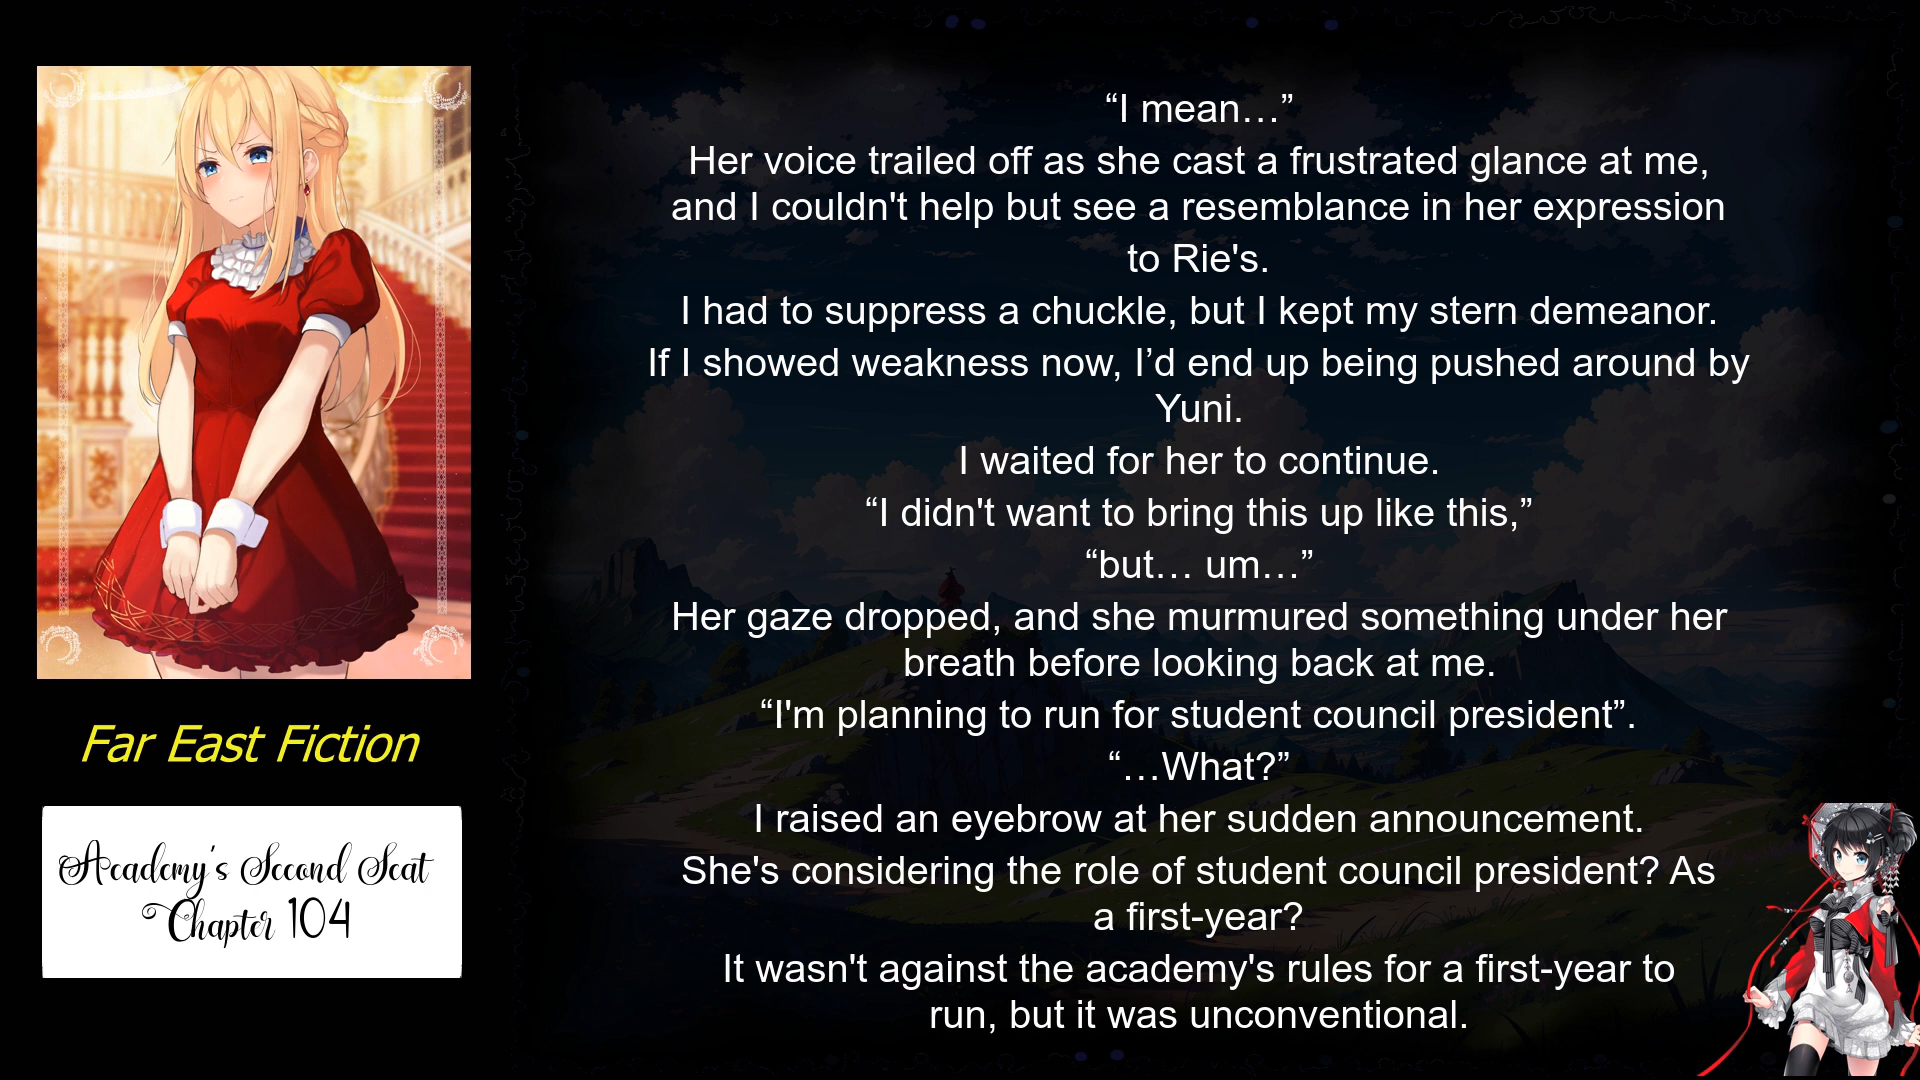 “I mean…”
Her voice trailed off as she cast a frustrated glance at me,
and I couldn't help but see a resemblance in her expression
to Rie's.
I had to suppress a chuckle, but I kept my stern demeanor.
If I showed weakness now, I’d end up being pushed around by
Yuni.
I waited for her to continue.
“I didn't want to bring this up like this,”
“but… um…”
Her gaze dropped, and she murmured something under her
breath before looking back at me.
“I'm planning to run for student council president”.
“…What?”
I raised an eyebrow at her sudden announcement.
She's considering the role of student council president? As
a first-year?
It wasn't against the academy's rules for a first-year to
run, but it was unconventional.
Far East Fiction
Academy's Second Seat
Chapter 104